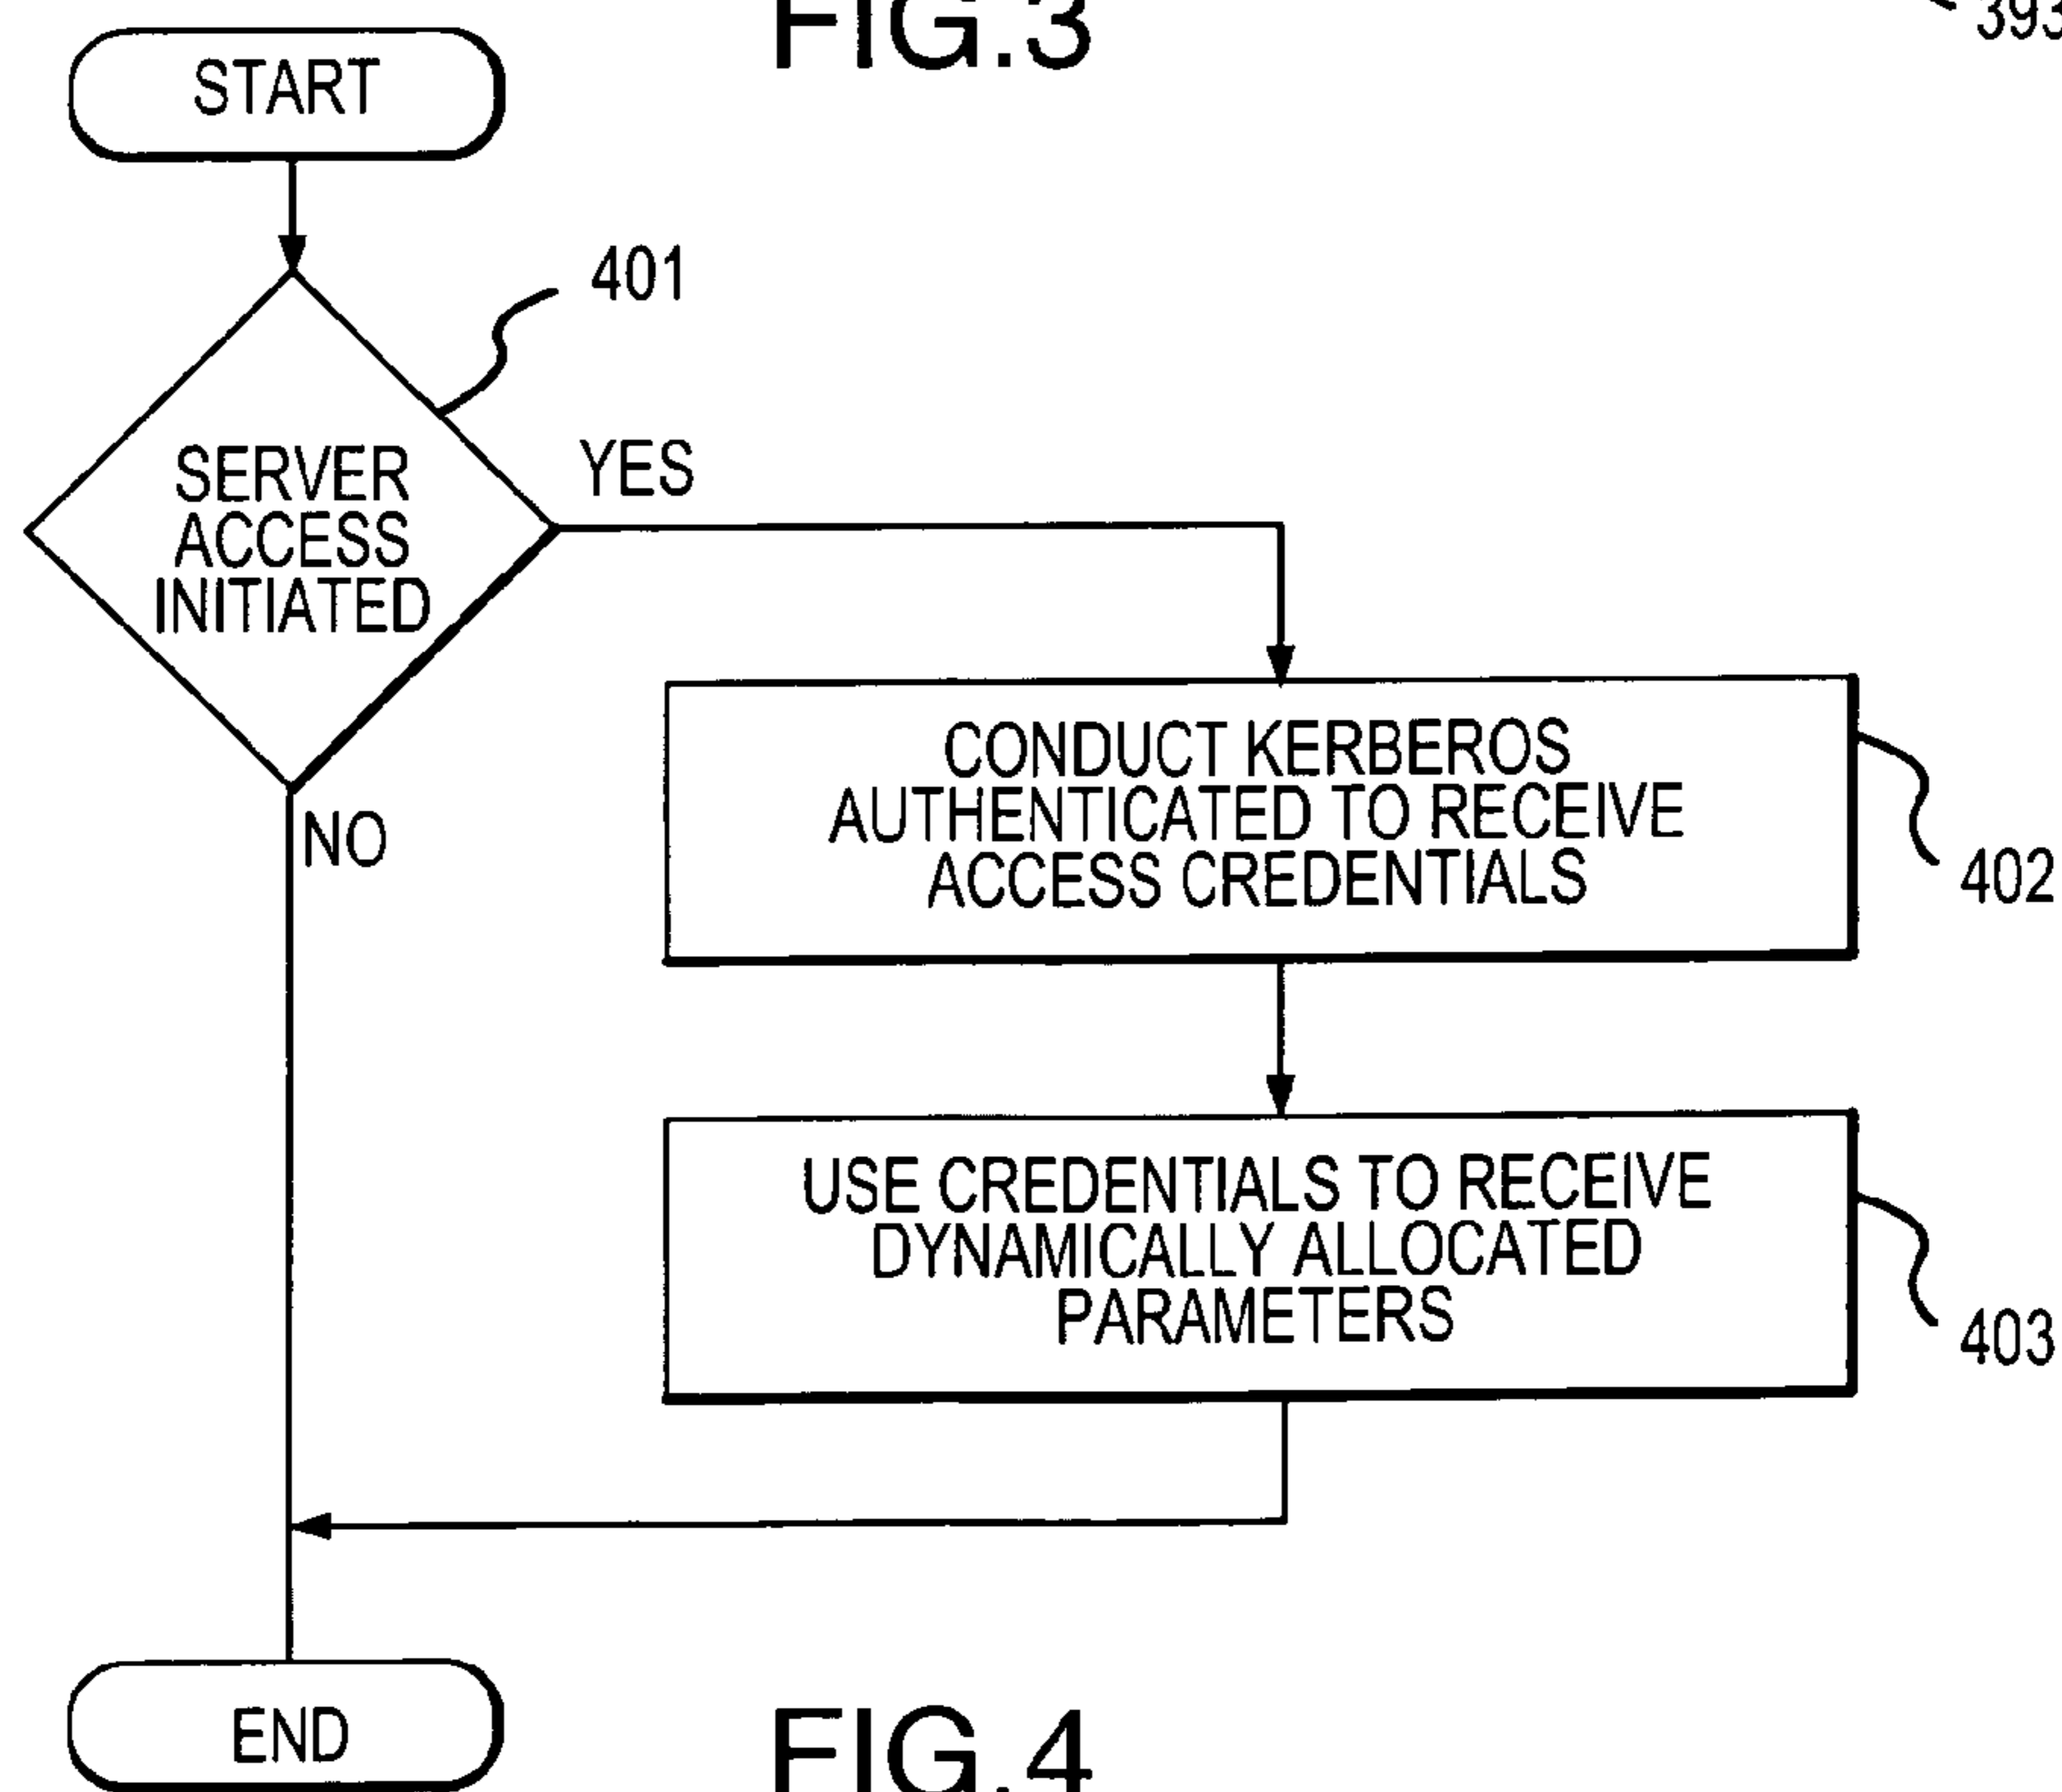 FIG.3
393
START
401
SERVER
ACCESS
INITIATED
YES
NO
CONDUCT KERBEROS
AUTHENTICATED TO RECEIVE
ACCESS CREDENTIALS
402
USE CREDENTIALS TO RECEIVE
DYNAMICALLY ALLOCATED
PARAMETERS
403
END
FIG.4